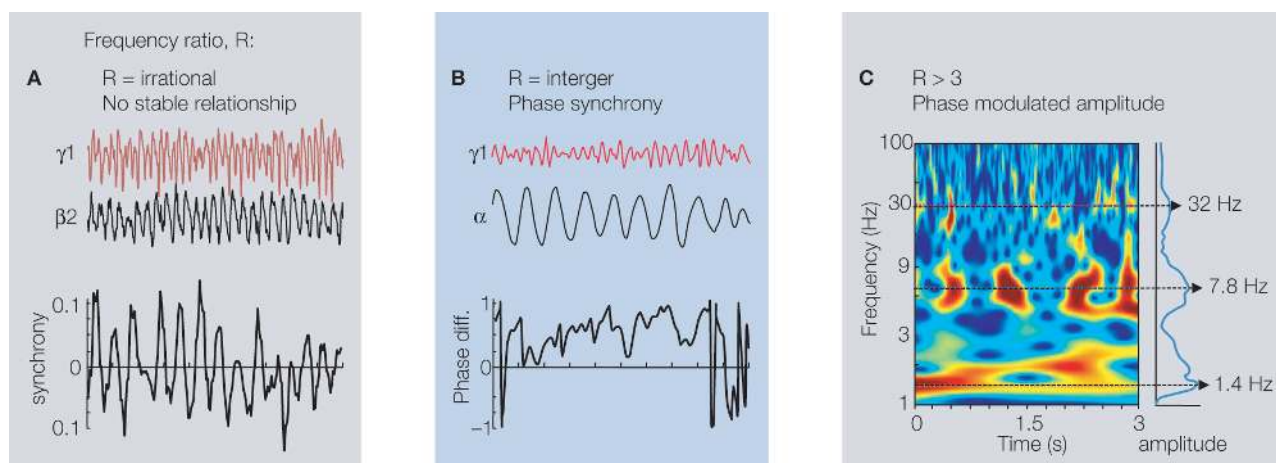 Frequency ratio, R:
A
R = irrational
No stable relationship
γ1
β2
synchrony
0.1
0
0.1
B
R = interger
Phase synchrony
γ1
α
Phase diff.
1
0
−1
C
R > 3
Phase modulated amplitude
Frequency (Hz)
100
30
9
3
1
32 Hz
7.8 Hz
1.4 Hz
0 1.5 3
Time (s) amplitude